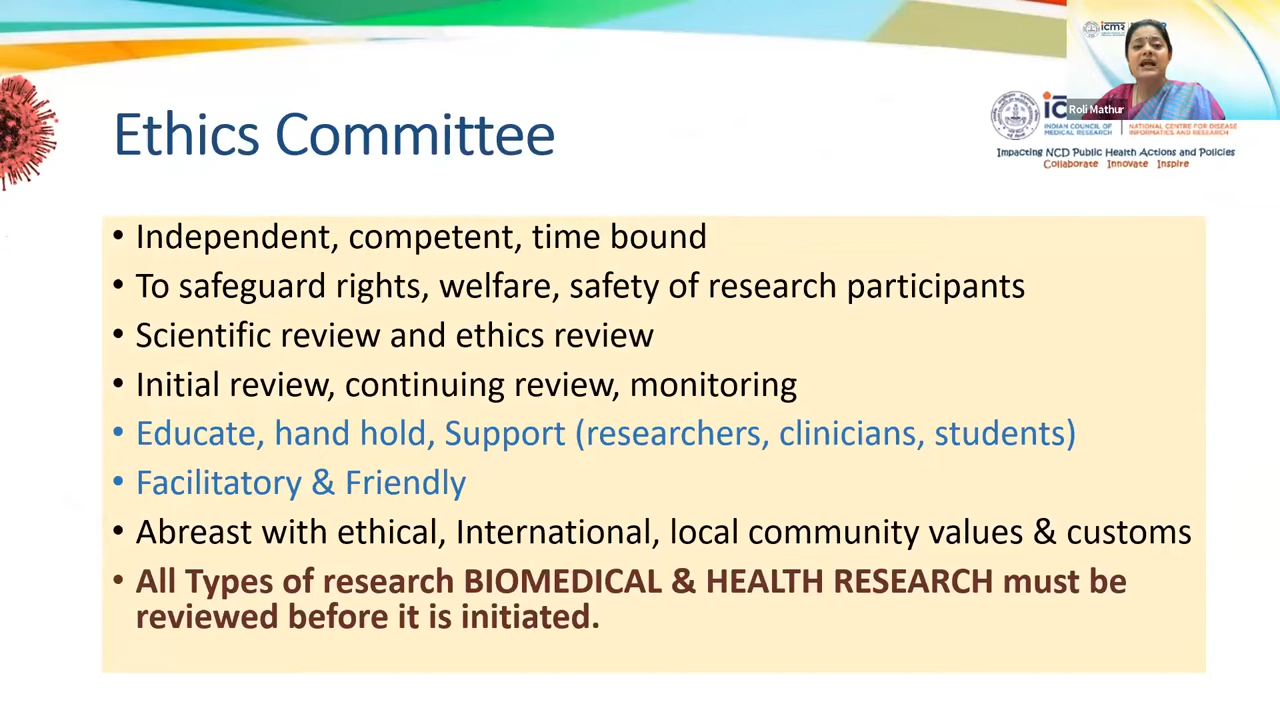 icmr
Roli Mathur
INDIAN COUNCIL OF
MEDICAL RESEARCH
NATIONAL CENTRE FOR DISEASE
INFORMATICS AND RESEARCH
Impacting NCD Public Health Actions and Policies
Collaborate Innovate Inspire
Ethics Committee
• Independent, competent, time bound
• To safeguard rights, welfare, safety of research participants
• Scientific review and ethics review
• Initial review, continuing review, monitoring
• Educate, hand hold, Support (researchers, clinicians, students)
• Facilitatory & Friendly
• Abreast with ethical, International, local community values & customs
• All Types of research BIOMEDICAL & HEALTH RESEARCH must be
reviewed before it is initiated.